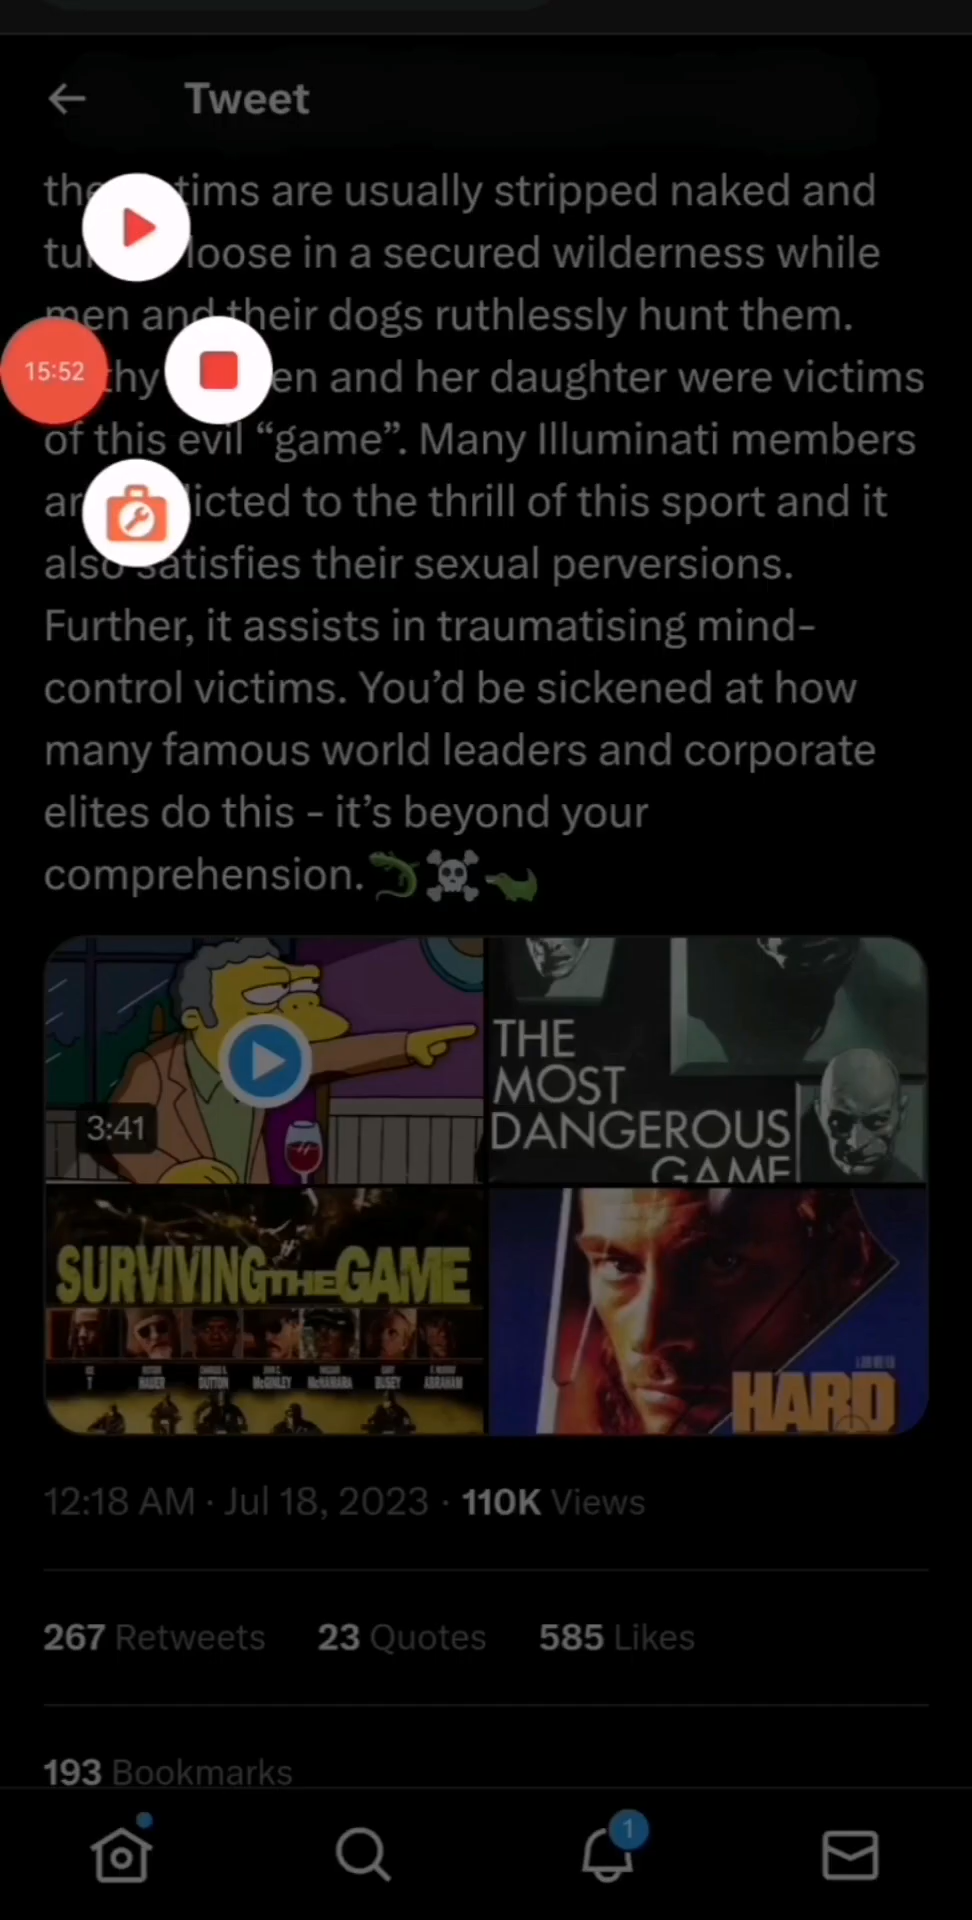 Tweet
the tims are usually stripped naked and
tu loose in a secured wilderness while
men and their dogs ruthlessly hunt them.
15:52 thy en and her daughter were victims
of this evil “game”. Many Illuminati members
ar icted to the thrill of this sport and it
also satisfies their sexual perversions.
Further, it assists in traumatising mind-
control victims. You’d be sickened at how
many famous world leaders and corporate
elites do this - it’s beyond your
comprehension.
3:41
THE
MOST
DANGEROUS
GAME
SURVIVING THE GAME
HARD
12:18 AM · Jul 18, 2023 · 110K Views
267 Retweets 23 Quotes 585 Likes
193 Bookmarks
1